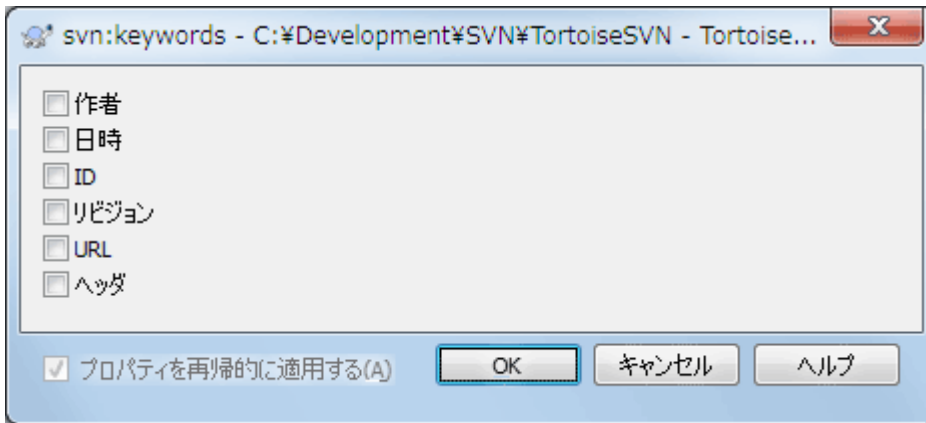 svn:keywords - C:¥Development¥SVN¥TortoiseSVN - Tortoise...
作者
日時
ID
リビジョン
URL
ヘッダ
プロパティを再帰的に適用する(A)
OK
キャンセル
ヘルプ